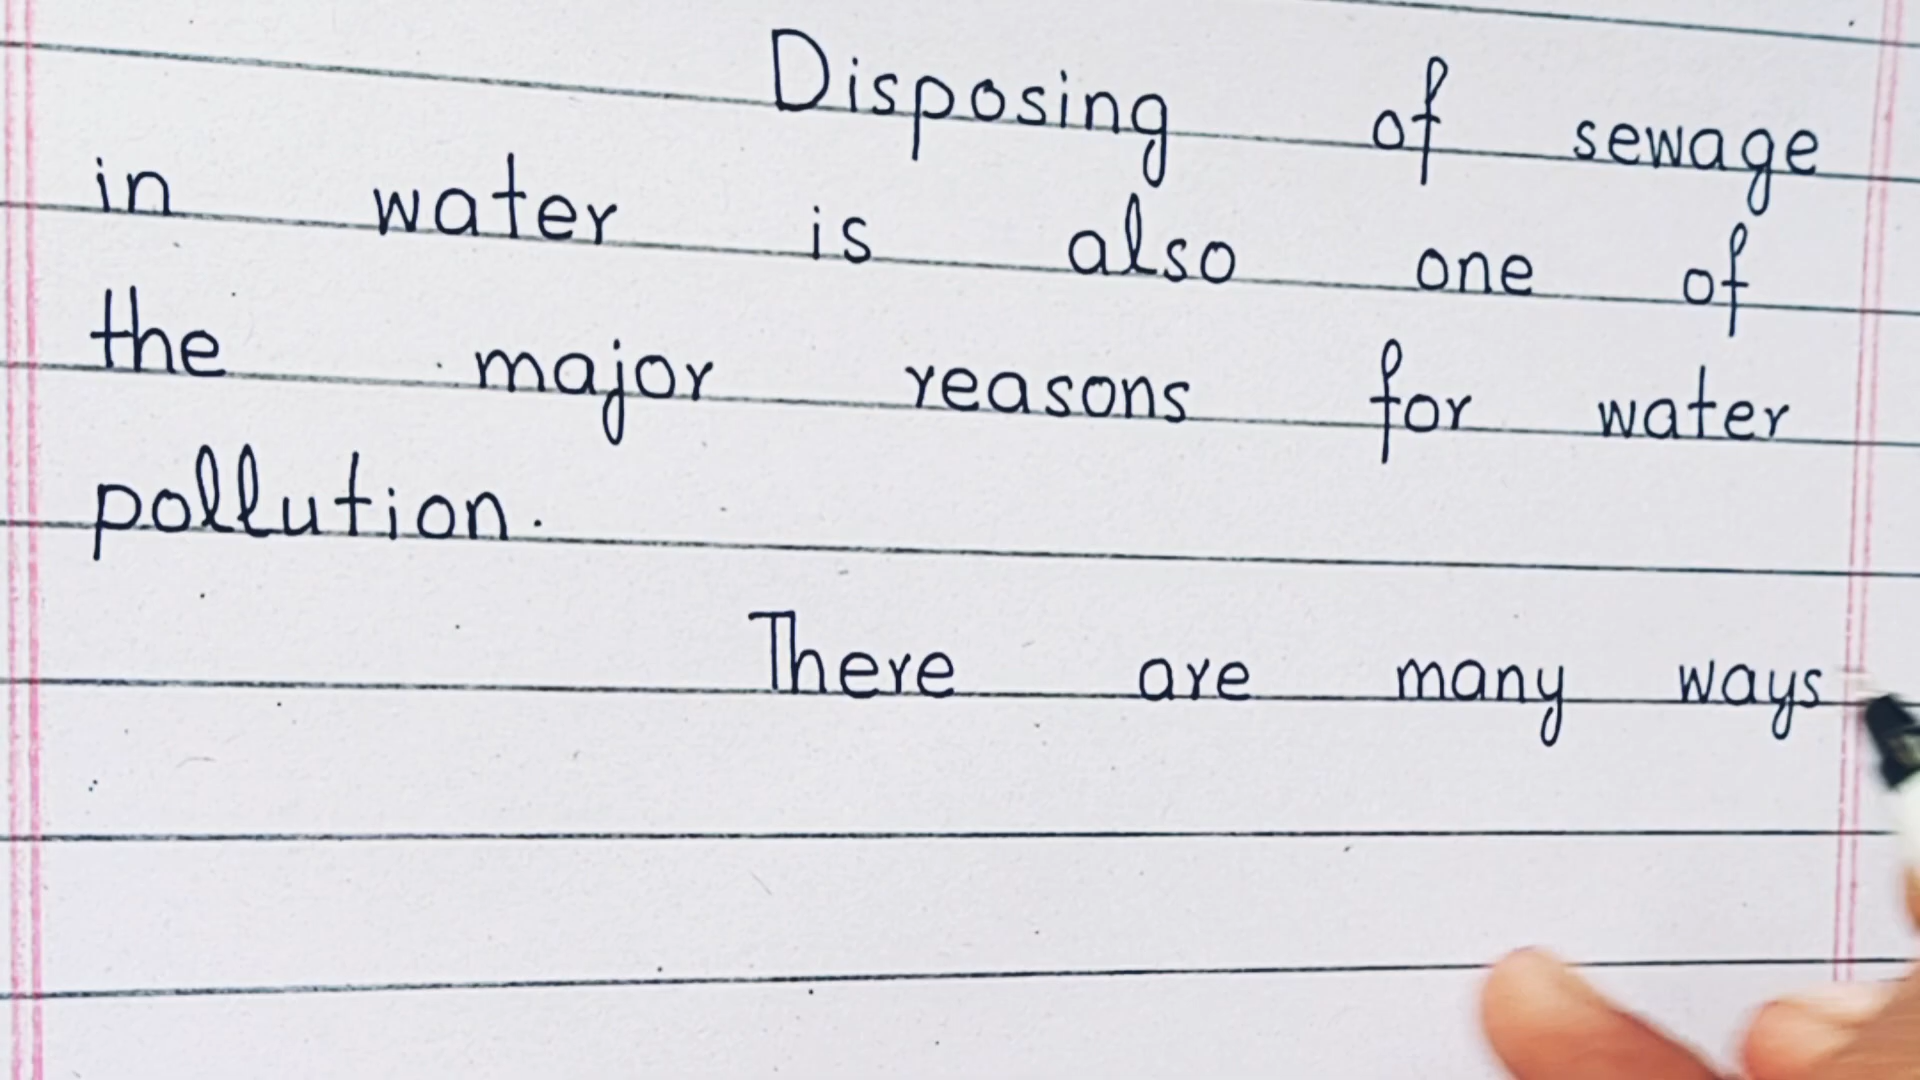 Disposing of sewage
in water is also one of
the major reasons for water
pollution.
There are many ways